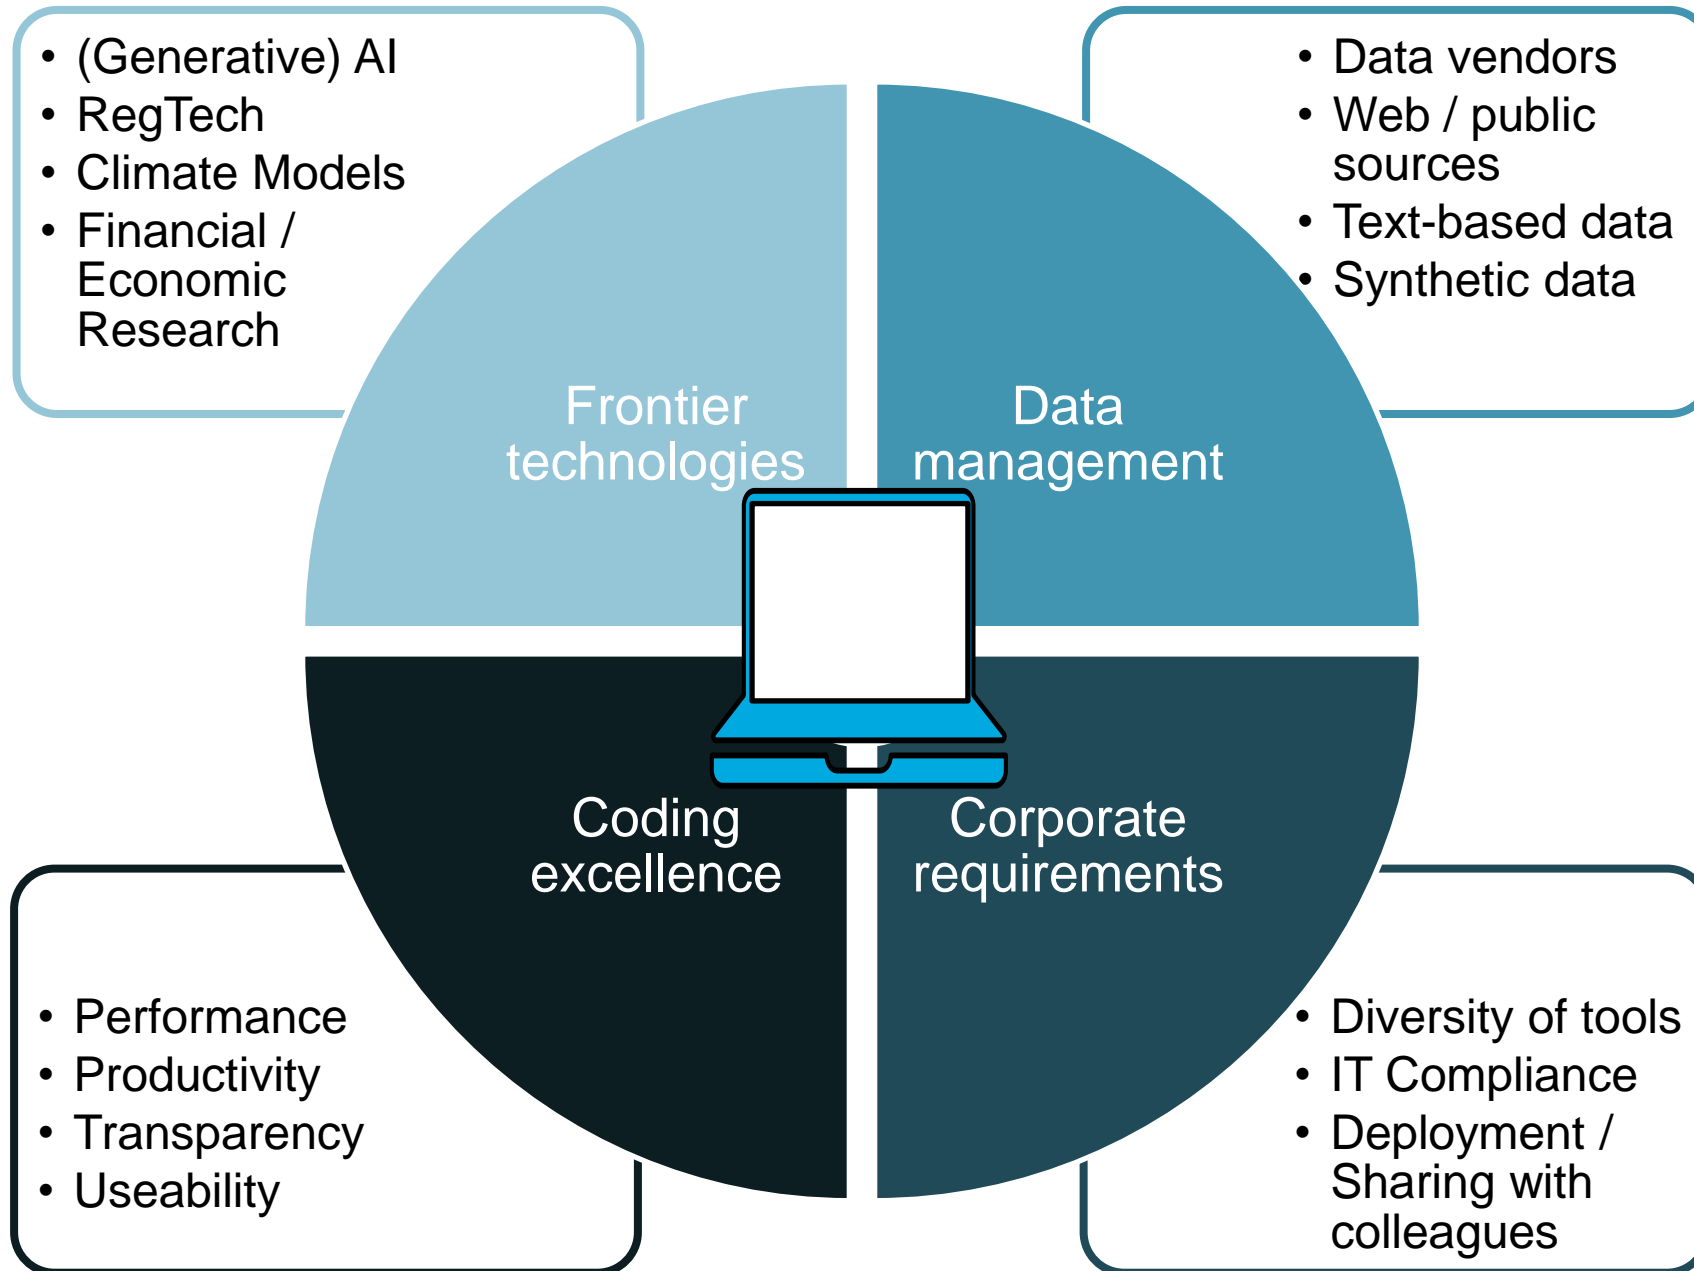 • (Generative) AI
• RegTech
• Climate Models
• Financial /
Economic
Research
• Data vendors
• Web / public
sources
• Text-based data
• Synthetic data
Frontier
technologies
Data
management
Coding
excellence
Corporate
requirements
• Performance
• Productivity
• Transparency
• Useability
• Diversity of tools
• IT Compliance
• Deployment /
Sharing with
colleagues